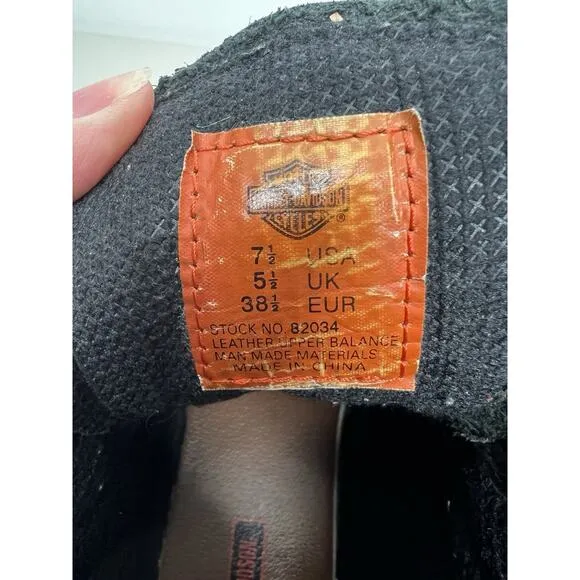 HARLEY-DAVIDSON
CYCLES
®
7½ USA
5½ UK
38½ EUR
STOCK NO. 82034
LEATHER UPPER BALANCE
MAN MADE MATERIALS
MADE IN CHINA